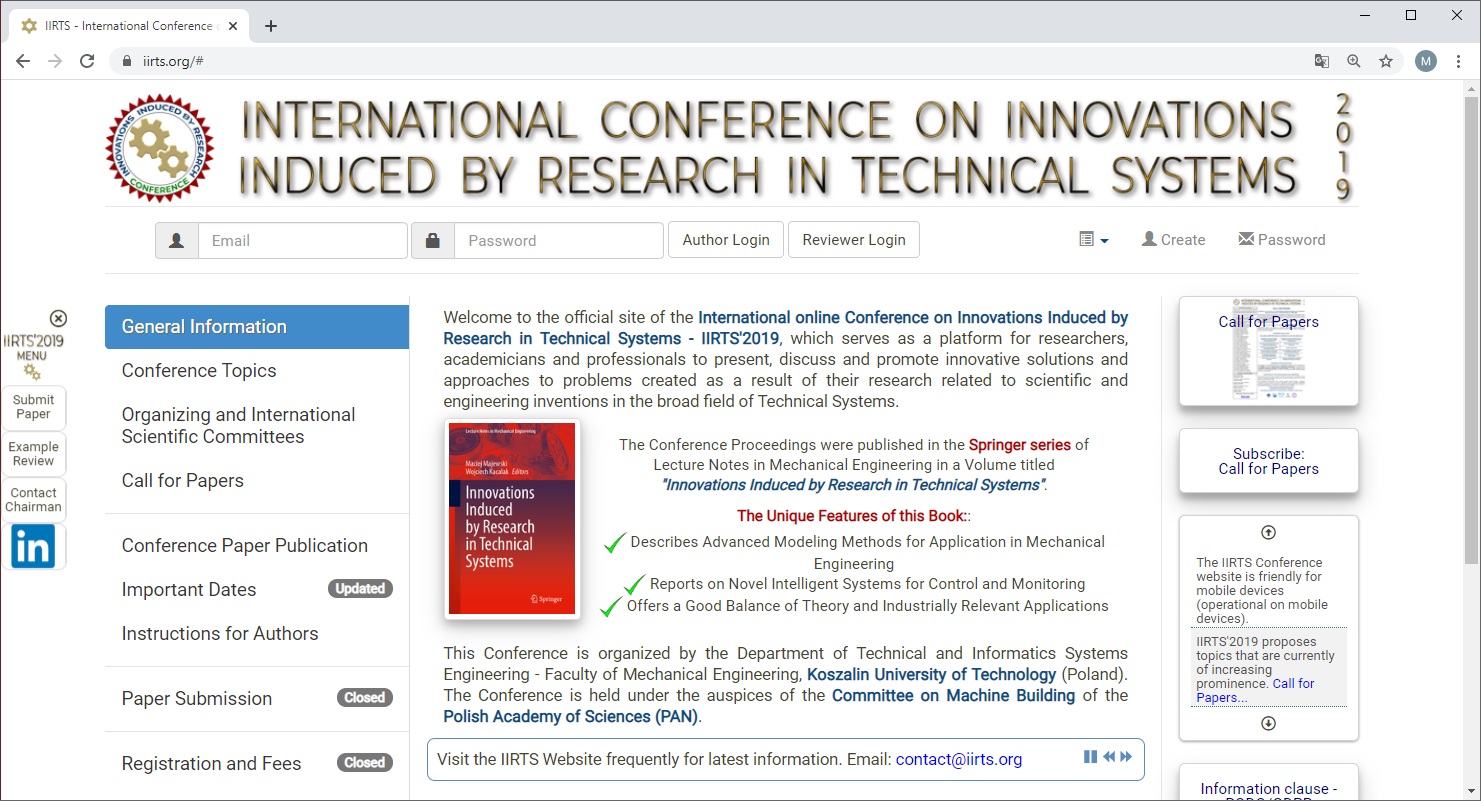 IIRTS - International Conference
iirts.org/#
M
INNOVATIONS INDUCED BY RESEARCH
CONFERENCE
INTERNATIONAL CONFERENCE ON INNOVATIONS
INDUCED BY RESEARCH IN TECHNICAL SYSTEMS
2019
Email
Password
Author Login
Reviewer Login
Create
Password
IIRTS'2019
MENU
Submit
Paper
Example
Review
Contact
Chairman
in
General Information
Conference Topics
Organizing and International
Scientific Committees
Call for Papers
Conference Paper Publication
Important Dates Updated
Instructions for Authors
Paper Submission Closed
Registration and Fees Closed
Welcome to the official site of the International online Conference on Innovations Induced by
Research in Technical Systems - IIRTS'2019, which serves as a platform for researchers,
academicians and professionals to present, discuss and promote innovative solutions and
approaches to problems created as a result of their research related to scientific and
engineering inventions in the broad field of Technical Systems.
Lecture Notes in Mechanical Engineering
Maciej Majewski
Wojciech Kacalak Editors
Innovations
Induced
by Research
in Technical
Systems
Springer
The Conference Proceedings were published in the Springer series of
Lecture Notes in Mechanical Engineering in a Volume titled
"Innovations Induced by Research in Technical Systems".
The Unique Features of this Book::
Describes Advanced Modeling Methods for Application in Mechanical
Engineering
Reports on Novel Intelligent Systems for Control and Monitoring
Offers a Good Balance of Theory and Industrially Relevant Applications
This Conference is organized by the Department of Technical and Informatics Systems
Engineering - Faculty of Mechanical Engineering, Koszalin University of Technology (Poland).
The Conference is held under the auspices of the Committee on Machine Building of the
Polish Academy of Sciences (PAN).
Visit the IIRTS Website frequently for latest information. Email: contact@iirts.org
Call for Papers
Subscribe:
Call for Papers
The IIRTS Conference
website is friendly for
mobile devices
(operational on mobile
devices).
IIRTS'2019 proposes
topics that are currently
of increasing
prominence. Call for
Papers...
Information clause -